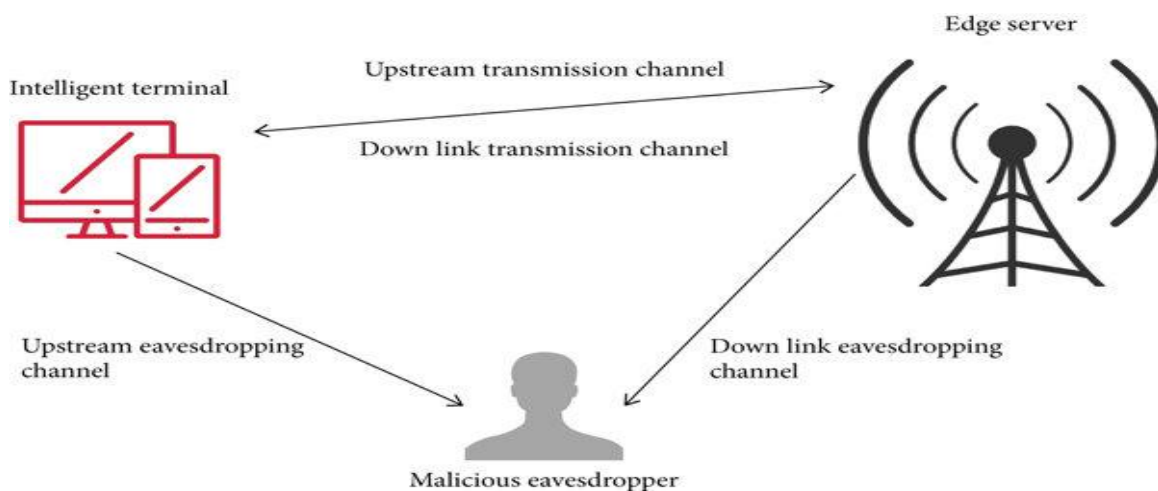 Edge server
Upstream transmission channel
Intelligent terminal
Down link transmission channel
Upstream eavesdropping
channel
Down link eavesdropping
channel
Malicious eavesdropper